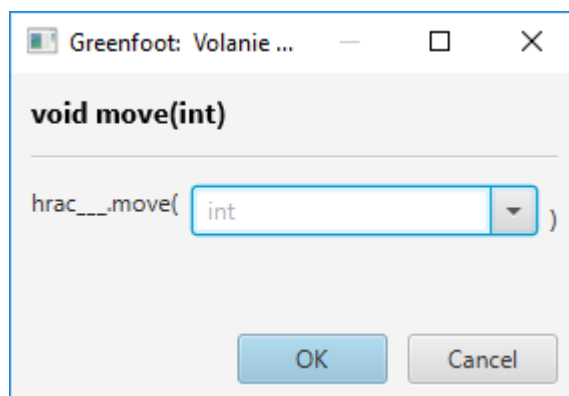 Greenfoot: Volanie ...
void move(int)
hrac___.move( int )
OK Cancel